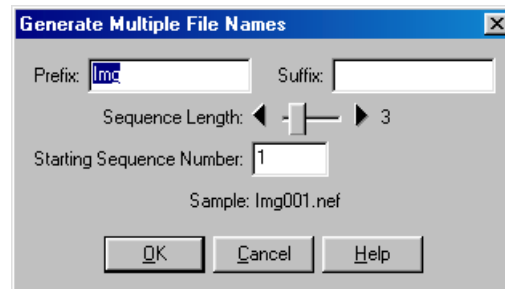 Generate Multiple File Names
Prefix: Img Suffix:
Sequence Length: 3
Starting Sequence Number: 1
Sample: Img001.nef
OK Cancel Help